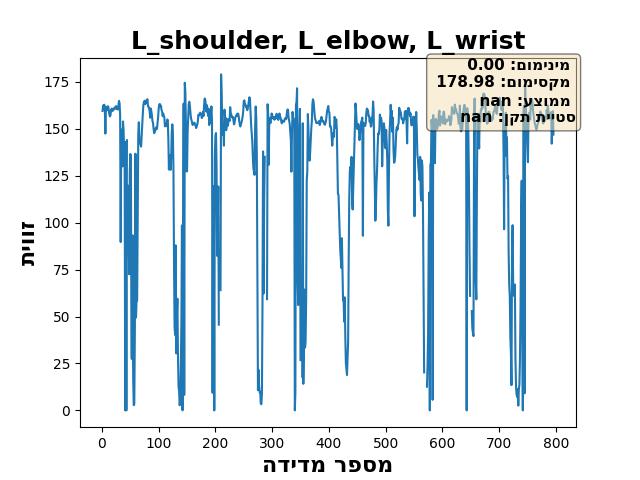 L_shoulder, L_elbow, L_wrist
מינימום: 0.00
מקסימום: 178.98
ממוצע: nan
סטיית תקן: nan
175
150
125
100
75
50
25
0
זווית
0 100 200 300 400 500 600 700 800
מספר מדידה